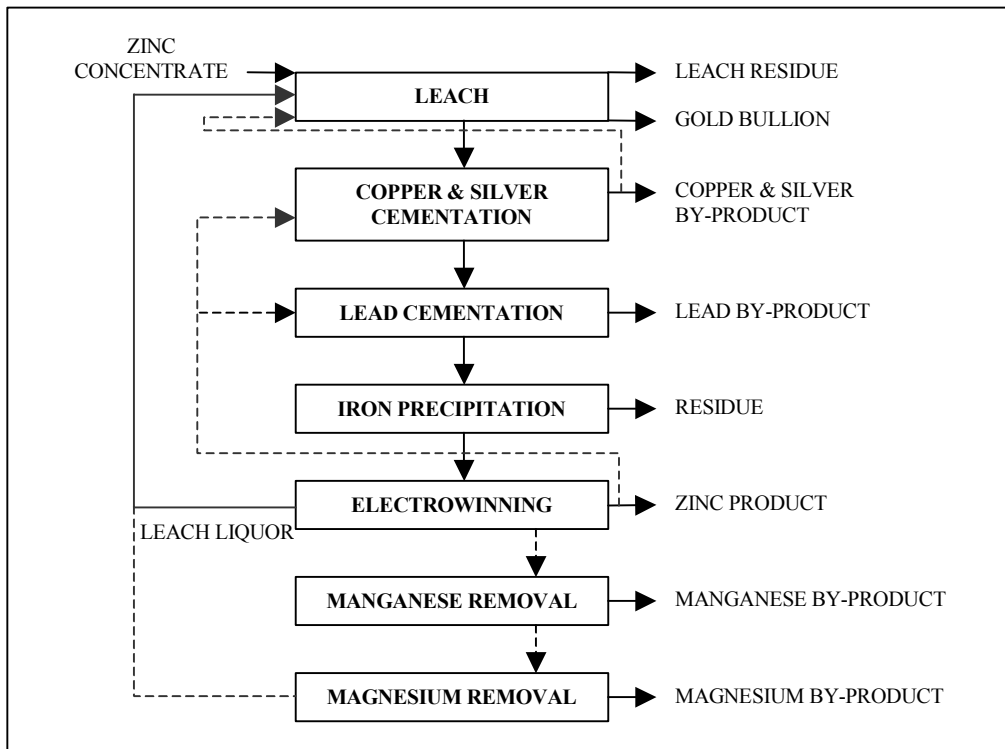 ZINC
CONCENTRATE
LEACH
LEACH RESIDUE
GOLD BULLION
COPPER & SILVER
CEMENTATION
COPPER & SILVER
BY-PRODUCT
LEAD CEMENTATION
LEAD BY-PRODUCT
IRON PRECIPITATION
RESIDUE
ELECTROWINNING
ZINC PRODUCT
LEACH LIQUOR
MANGANESE REMOVAL
MANGANESE BY-PRODUCT
MAGNESIUM REMOVAL
MAGNESIUM BY-PRODUCT